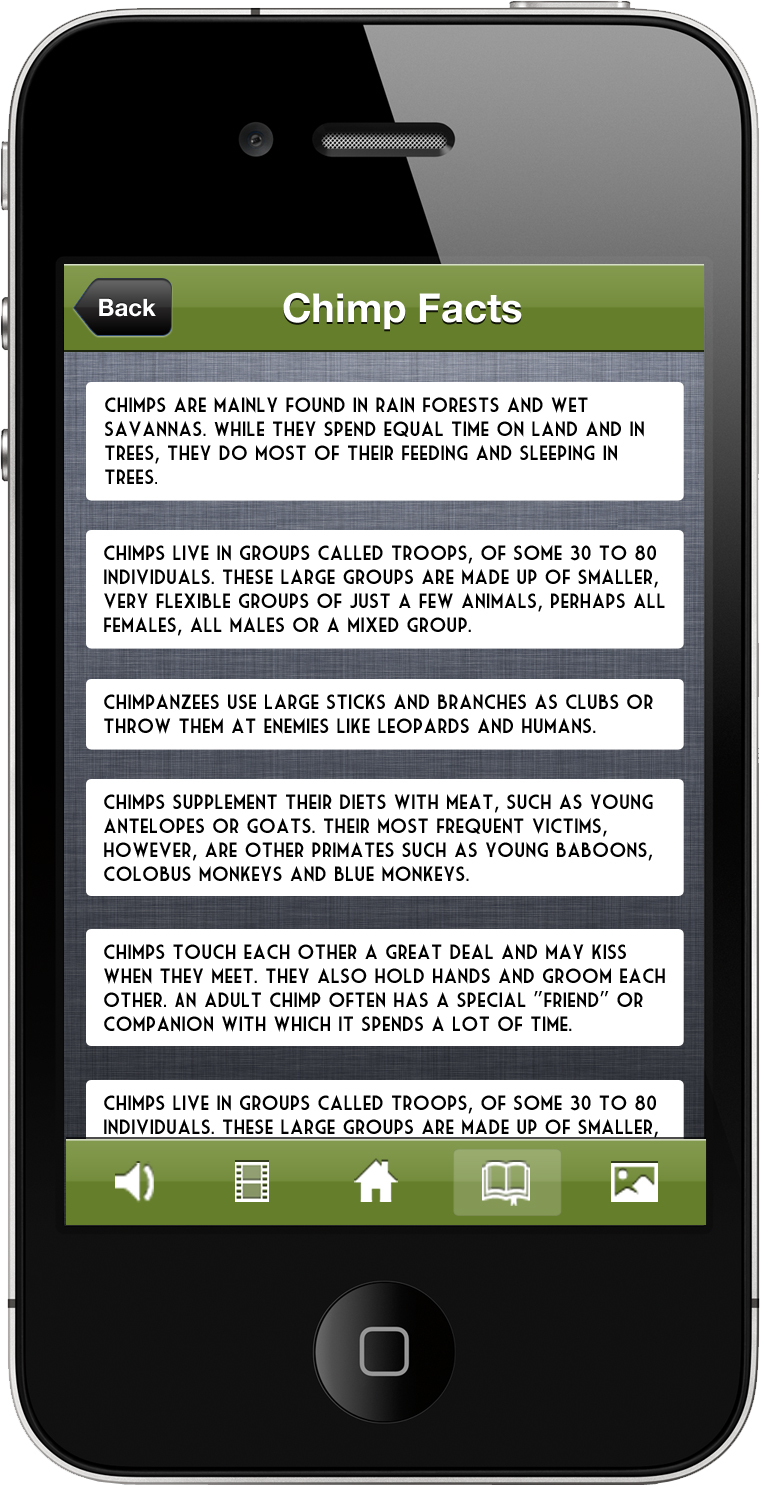 Back
Chimp Facts
CHIMPS ARE MAINLY FOUND IN RAIN FORESTS AND WET
SAVANNAS. WHILE THEY SPEND EQUAL TIME ON LAND AND IN
TREES, THEY DO MOST OF THEIR FEEDING AND SLEEPING IN
TREES.
CHIMPS LIVE IN GROUPS CALLED TROOPS, OF SOME 30 TO 80
INDIVIDUALS. THESE LARGE GROUPS ARE MADE UP OF SMALLER,
VERY FLEXIBLE GROUPS OF JUST A FEW ANIMALS, PERHAPS ALL
FEMALES, ALL MALES OR A MIXED GROUP.
CHIMPANZEES USE LARGE STICKS AND BRANCHES AS CLUBS OR
THROW THEM AT ENEMIES LIKE LEOPARDS AND HUMANS.
CHIMPS SUPPLEMENT THEIR DIETS WITH MEAT, SUCH AS YOUNG
ANTELOPES OR GOATS. THEIR MOST FREQUENT VICTIMS,
HOWEVER, ARE OTHER PRIMATES SUCH AS YOUNG BABOONS,
COLOBUS MONKEYS AND BLUE MONKEYS.
CHIMPS TOUCH EACH OTHER A GREAT DEAL AND MAY KISS
WHEN THEY MEET. THEY ALSO HOLD HANDS AND GROOM EACH
OTHER. AN ADULT CHIMP OFTEN HAS A SPECIAL "FRIEND" OR
COMPANION WITH WHICH IT SPENDS A LOT OF TIME.
CHIMPS LIVE IN GROUPS CALLED TROOPS, OF SOME 30 TO 80
INDIVIDUALS. THESE LARGE GROUPS ARE MADE UP OF SMALLER,